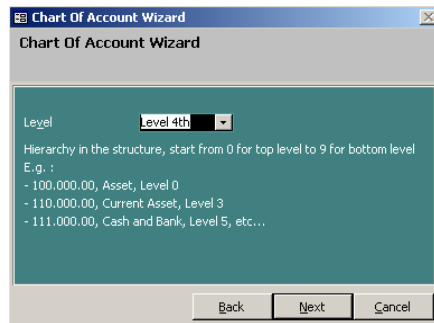 Chart Of Account Wizard
Chart Of Account Wizard
Level Level 4th
Hierarchy in the structure, start from 0 for top level to 9 for bottom level
E.g. :
- 100.000.00, Asset, Level 0
- 110.000.00, Current Asset, Level 3
- 111.000.00, Cash and Bank, Level 5, etc...
Back Next Cancel